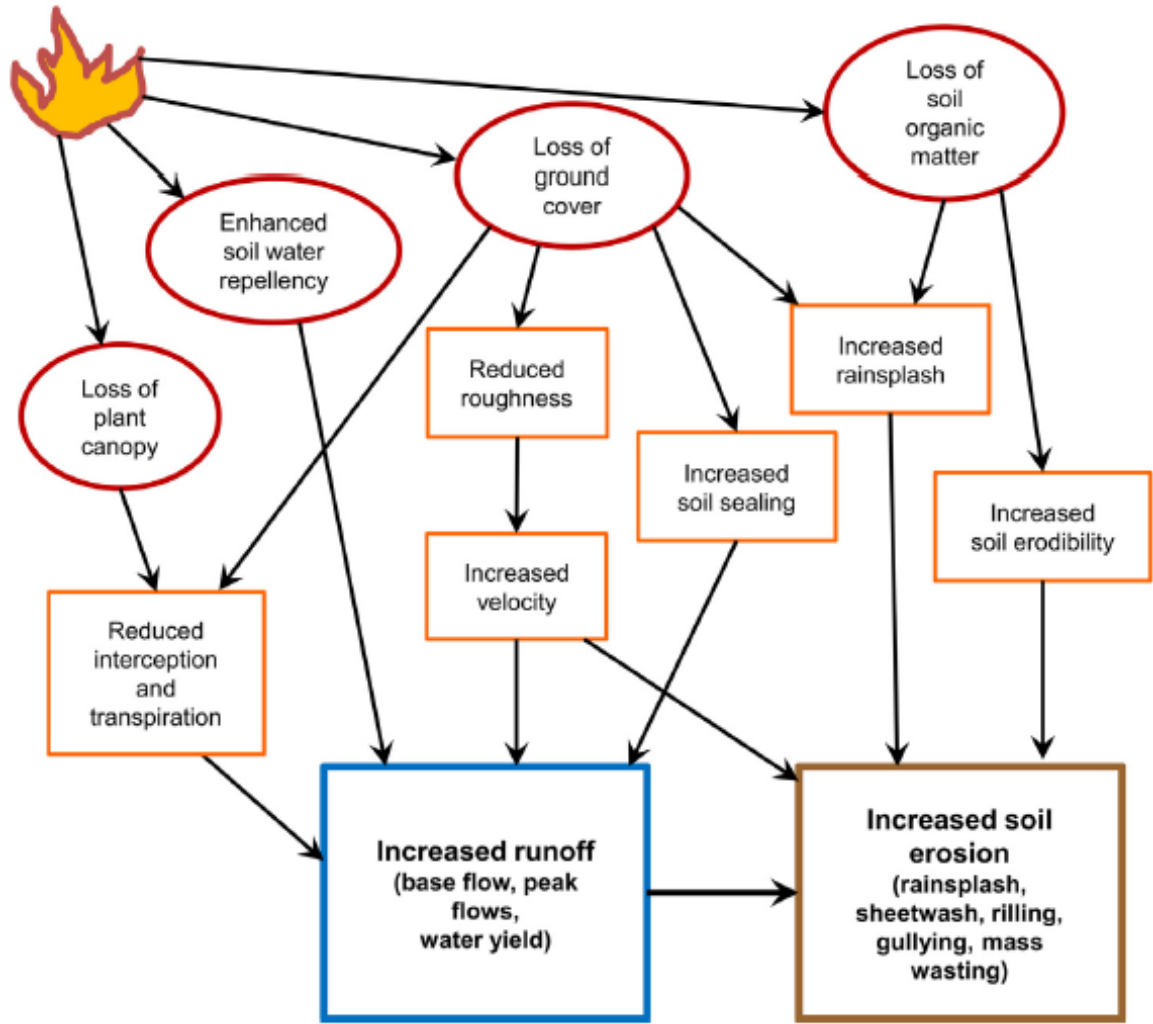 Loss of
soil
organic
matter
Loss of
ground
cover
Enhanced
soil water
repellency
Loss of
plant
canopy
Reduced
roughness
Increased
rainsplash
Increased
soil sealing
Increased
soil erodibility
Increased
velocity
Reduced
interception
and
transpiration
Increased runoff
(base flow, peak
flows,
water yield)
Increased soil
erosion
(rainsplash,
sheetwash, rilling,
gullying, mass
wasting)